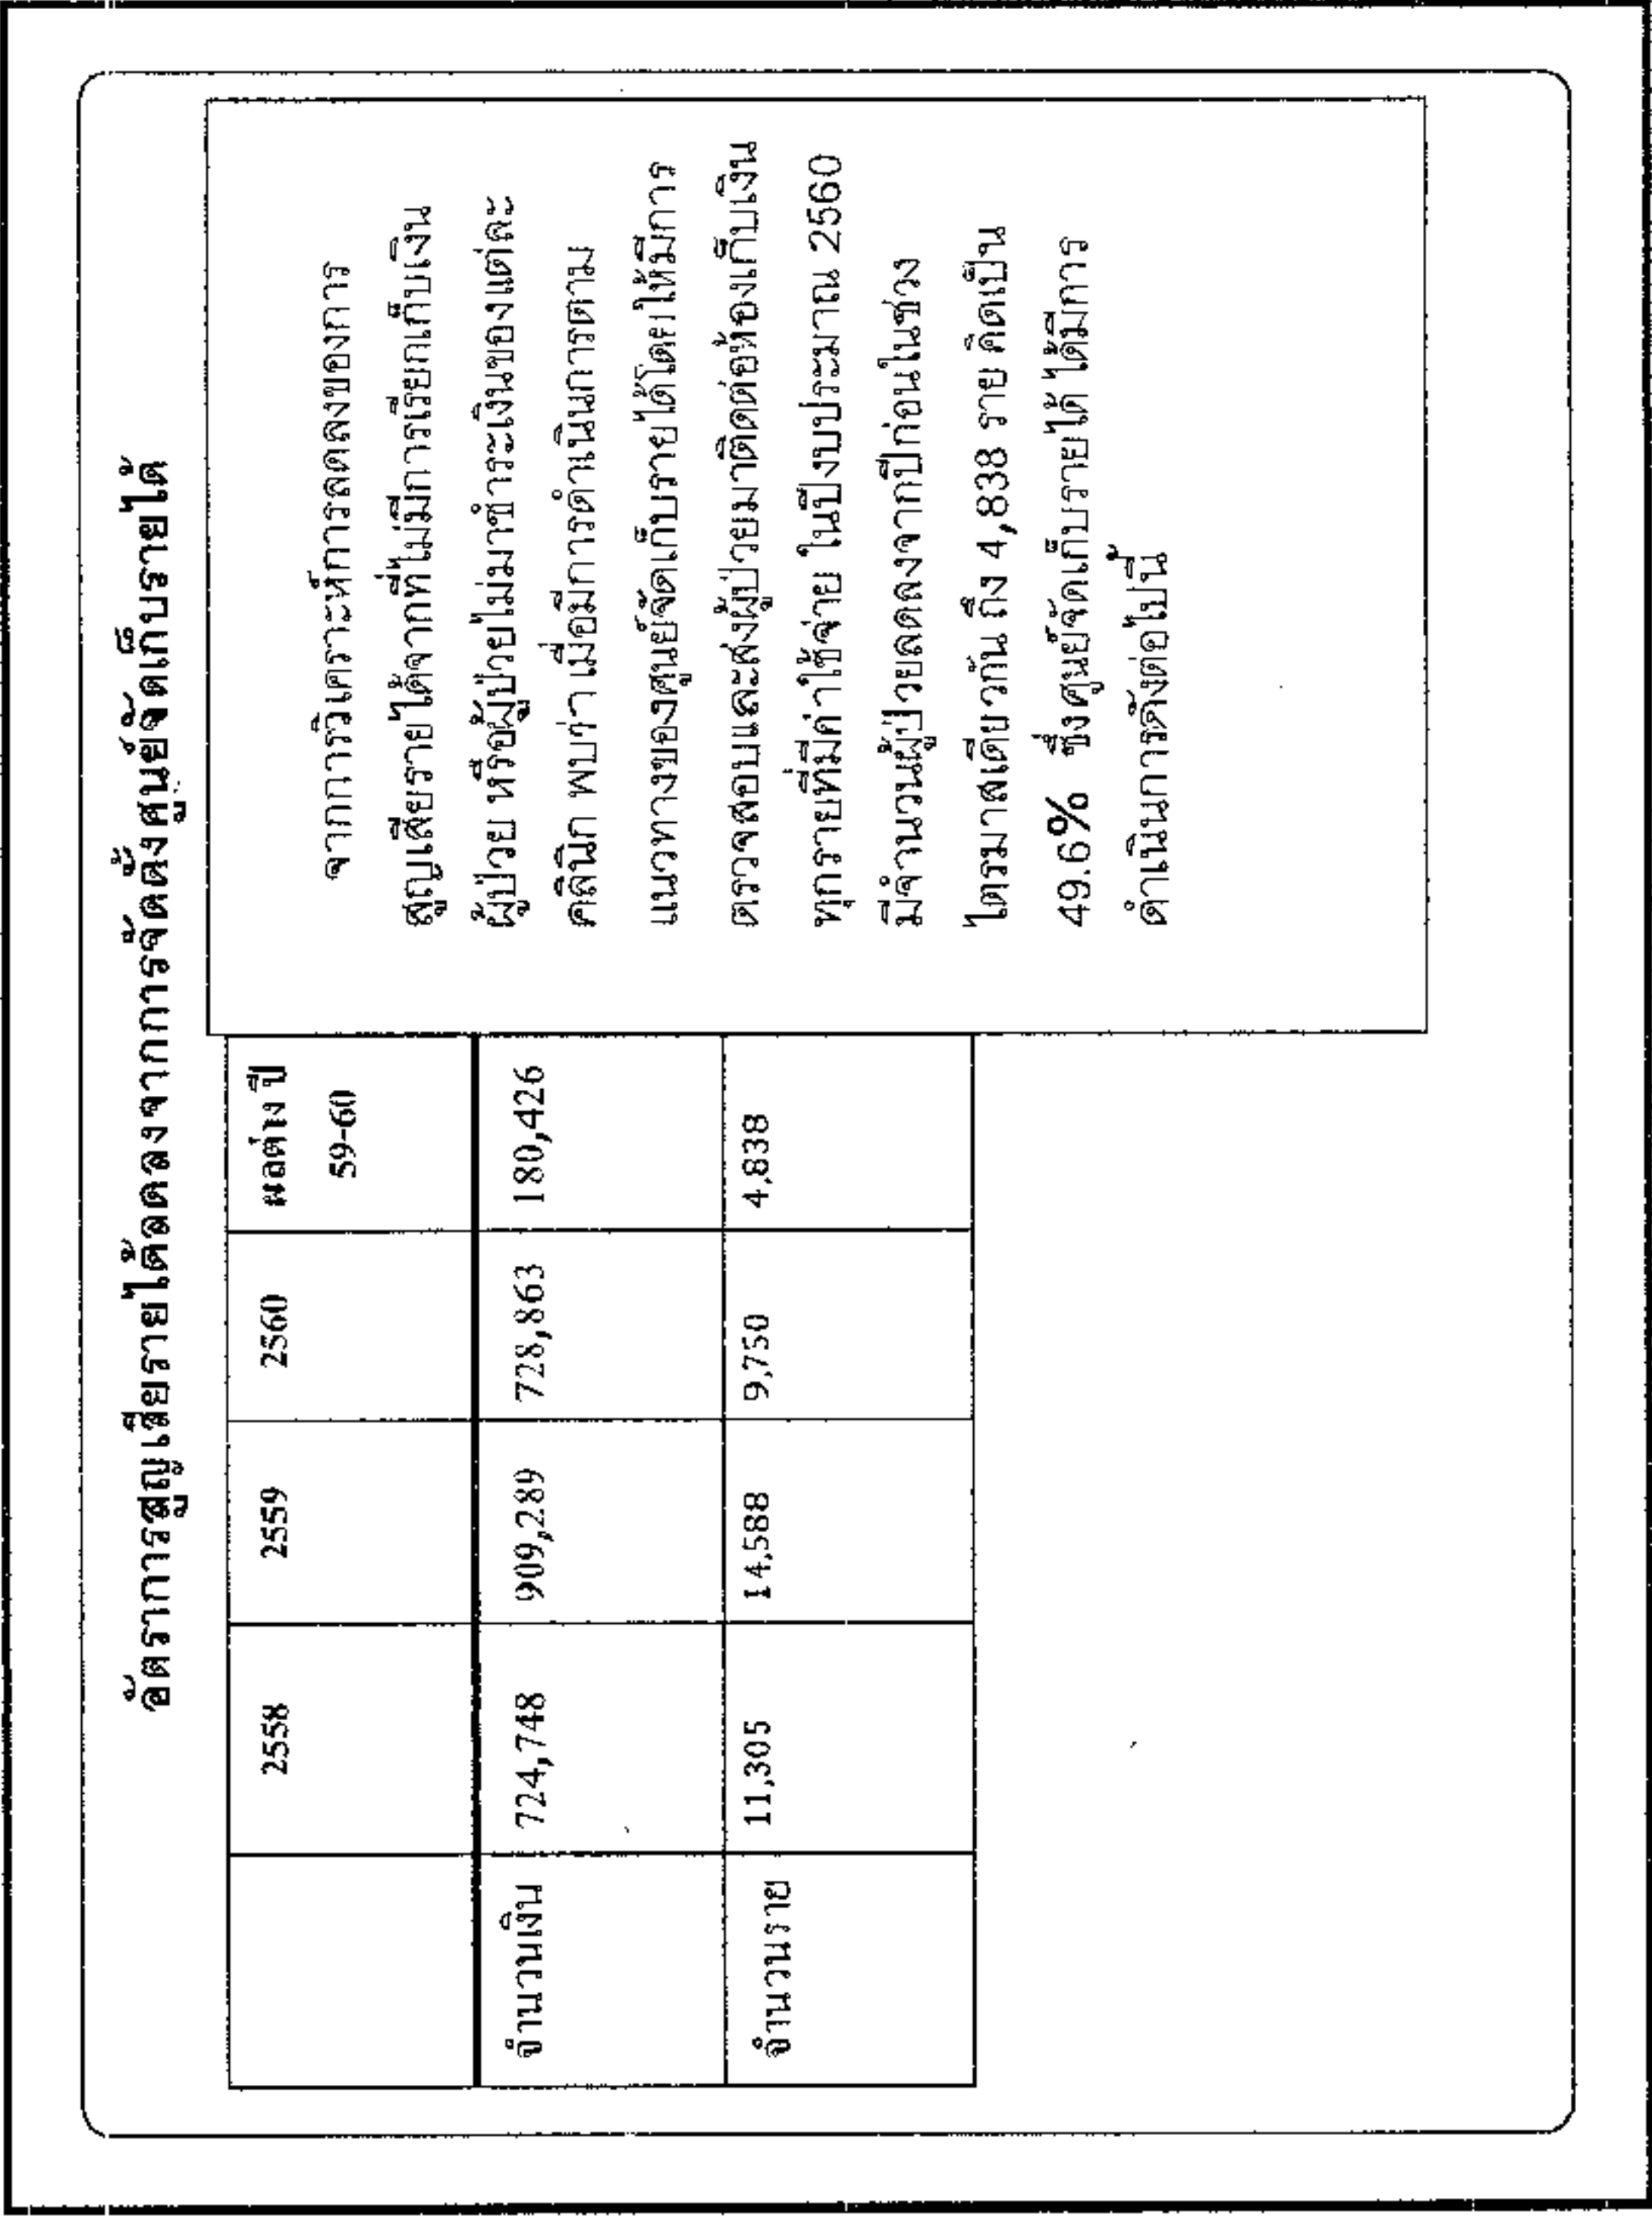 อัตราการสูญเสียรายได้ลดลงจากการจัดตั้งศูนย์จัดเก็บรายได้
2558 2559 2560 ผลต่าง ปี
59-60
จำนวนเงิน 724,748 909,289 728,863 180,426
จำนวนราย 11,305 14,588 9,750 4,838
จากการวิเคราะห์การลดลงของการ
สูญเสียรายได้จากที่ไม่มีการเรียกเก็บเงิน
ผู้ป่วย หรือผู้ป่วยไม่มาชำระเงินของแต่ละ
คลินิก พบว่า เมื่อมีการดำเนินการตาม
แนวทางของศูนย์จัดเก็บรายได้โดยให้มีการ
ตรวจสอบและส่งผู้ป่วยมาติดต่อห้องเก็บเงิน
ทุกรายที่มีค่าใช้จ่าย ในปีงบประมาณ 2560
มีจำนวนผู้ป่วยลดลงจากปีก่อนในช่วง
ไตรมาสเดียวกัน ถึง 4,838 ราย คิดเป็น
49.6% ซึ่งศูนย์จัดเก็บรายได้ ได้มีการ
ดำเนินการดังต่อไปนี้